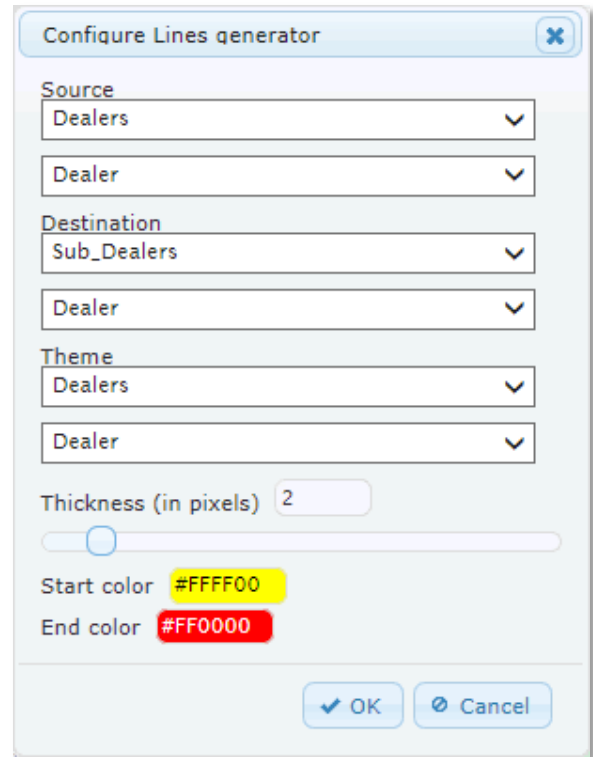 Configure Lines generator
Source
Dealers
Dealer
Destination
Sub_Dealers
Dealer
Theme
Dealers
Dealer
Thickness (in pixels) 2
Start color #FFFF00
End color #FF0000
OK Cancel